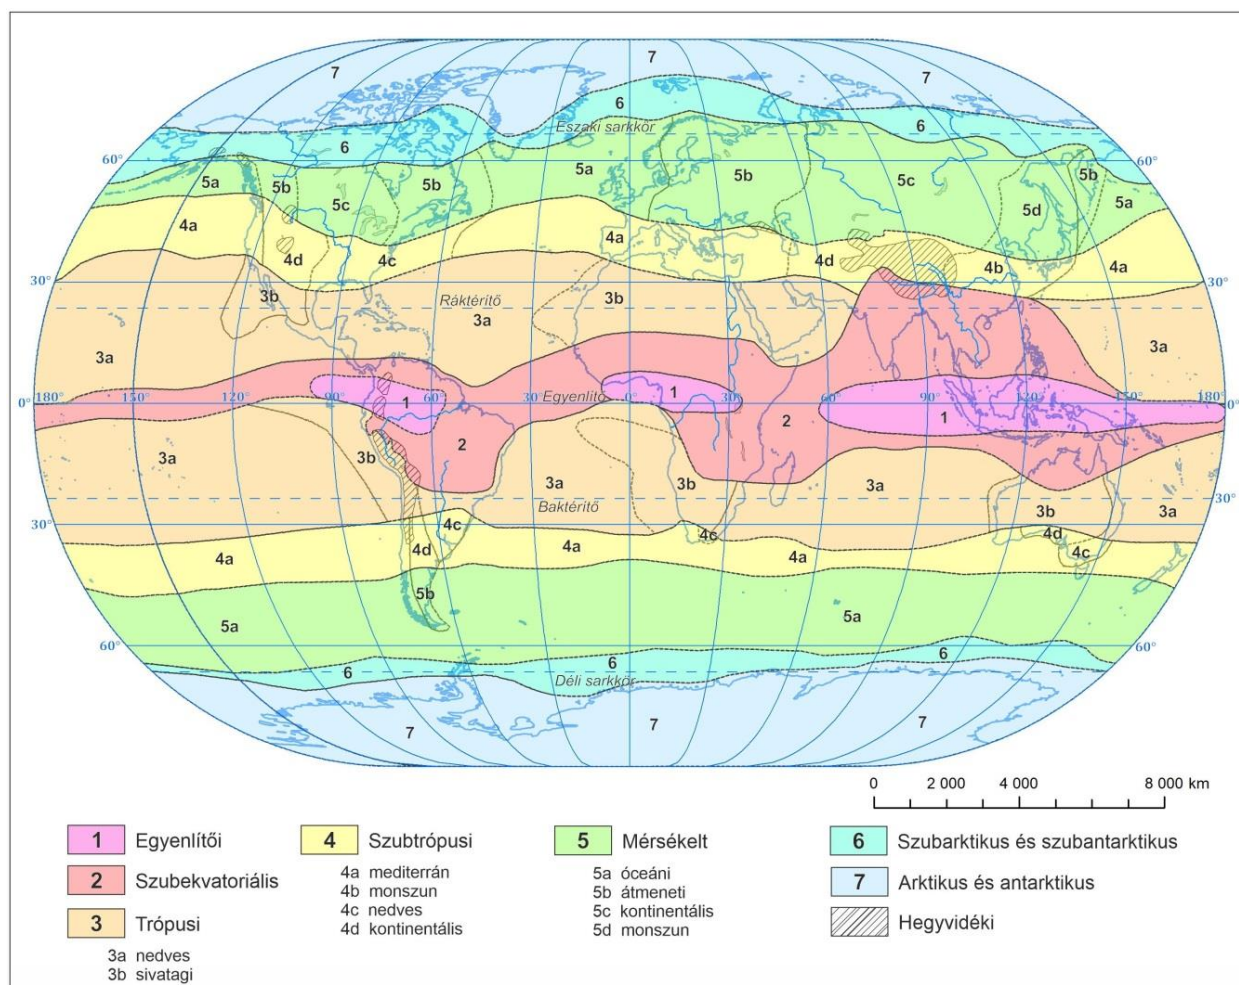 7
7
7
6
Északi sarkkör
6
6
60°
60°
5a
5b
5c
5b
5a
5b
5c
5d
5b
5a
4a
4d
4c
4a
4d
4b
4a
30°
30°
3b
Ráktérítő
3a
3b
3a
3a
180°
150°
120°
90°
60°
30°
Egyenlítő
0°
30°
60°
90°
120°
150°
180°
0°
0°
1
1
1
2
2
3a
3b
3a
3b
3a
3b
3a
Baktérítő
30°
30°
4c
4d
4a
4a
4c
4a
4d
4c
5b
5a
5a
60°
60°
6
6
6
Déli sarkkör
7
7
7
0 2 000 4 000 8 000 km
1 Egyenlítői
2 Szubekvatoriális
3 Trópusi
3a nedves
3b sivatagi
4 Szubtrópusi
4a mediterrán
4b monszun
4c nedves
4d kontinentális
5 Mérsékelt
5a óceáni
5b átmeneti
5c kontinentális
5d monszun
6 Szubarktikus és szubantarktikus
7 Arktikus és antarktikus
Hegyvidéki